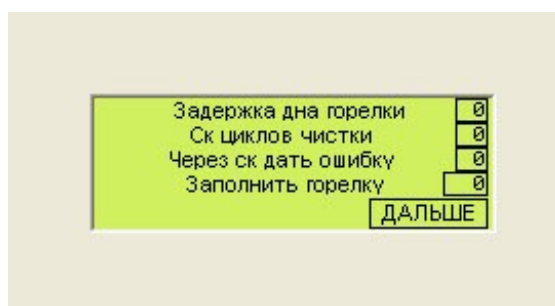 Задержка дна горелки 0
Ск циклов чистки 0
Через ск дать ошибку 0
Заполнить горелку 0
ДАЛЬШЕ